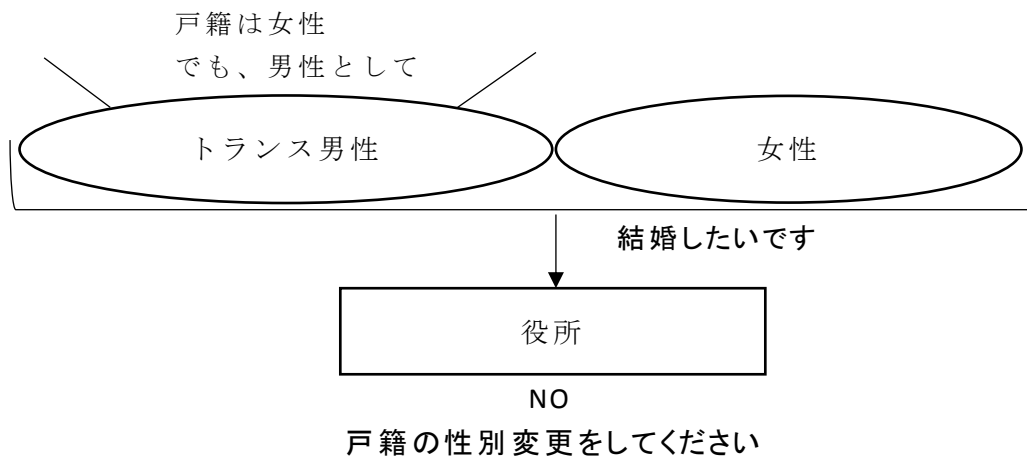 戸籍は女性
でも、男性として
トランス男性
女性
結婚したいです
役所
NO
戸籍の性別変更をしてください